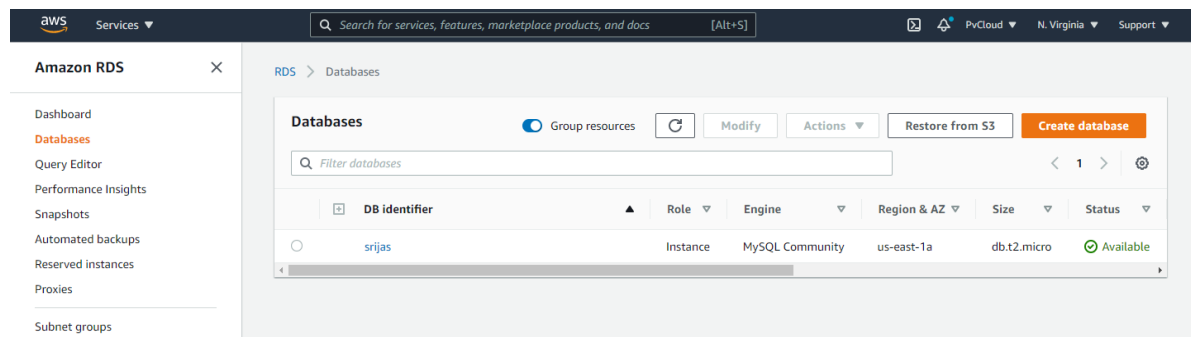 aws Services ▼ Search for services, features, marketplace products, and docs [Alt+S] PvCloud ▼ N. Virginia ▼ Support ▼
Amazon RDS
Dashboard
Databases
Query Editor
Performance Insights
Snapshots
Automated backups
Reserved instances
Proxies
Subnet groups
RDS > Databases
Databases Group resources Modify Actions ▼ Restore from S3 Create database
Filter databases 1
DB identifier Role Engine Region & AZ Size Status
srijas Instance MySQL Community us-east-1a db.t2.micro Available